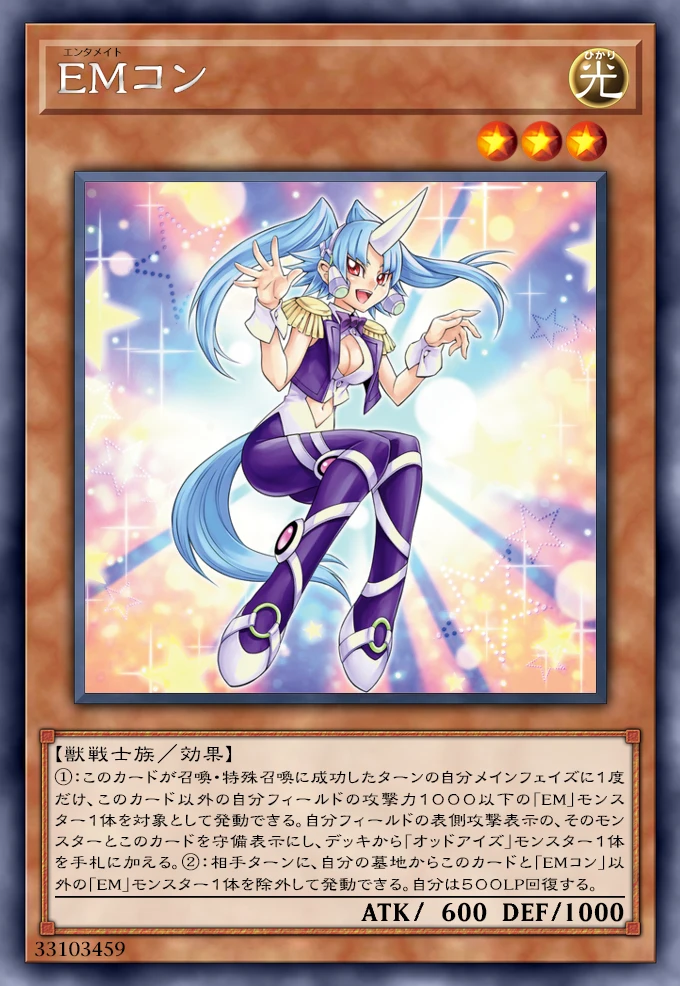 エンタメイト
EMコン
ひかり
光
【獣戦士族／効果】
①：このカードが召喚・特殊召喚に成功したターンの自分メインフェイズに1度
だけ、このカード以外の自分フィールドの攻撃力1000以下の「EM」モンス
ター1体を対象として発動できる。自分フィールドの表側攻撃表示の、そのモン
スターとこのカードを守備表示にし、デッキから「オッドアイズ」モンスター1体
を手札に加える。②：相手ターンに、自分の墓地からこのカードと「EMコン」以
外の「EM」モンスター1体を除外して発動できる。自分は500LP回復する。
ATK/ 600 DEF/1000
33103459